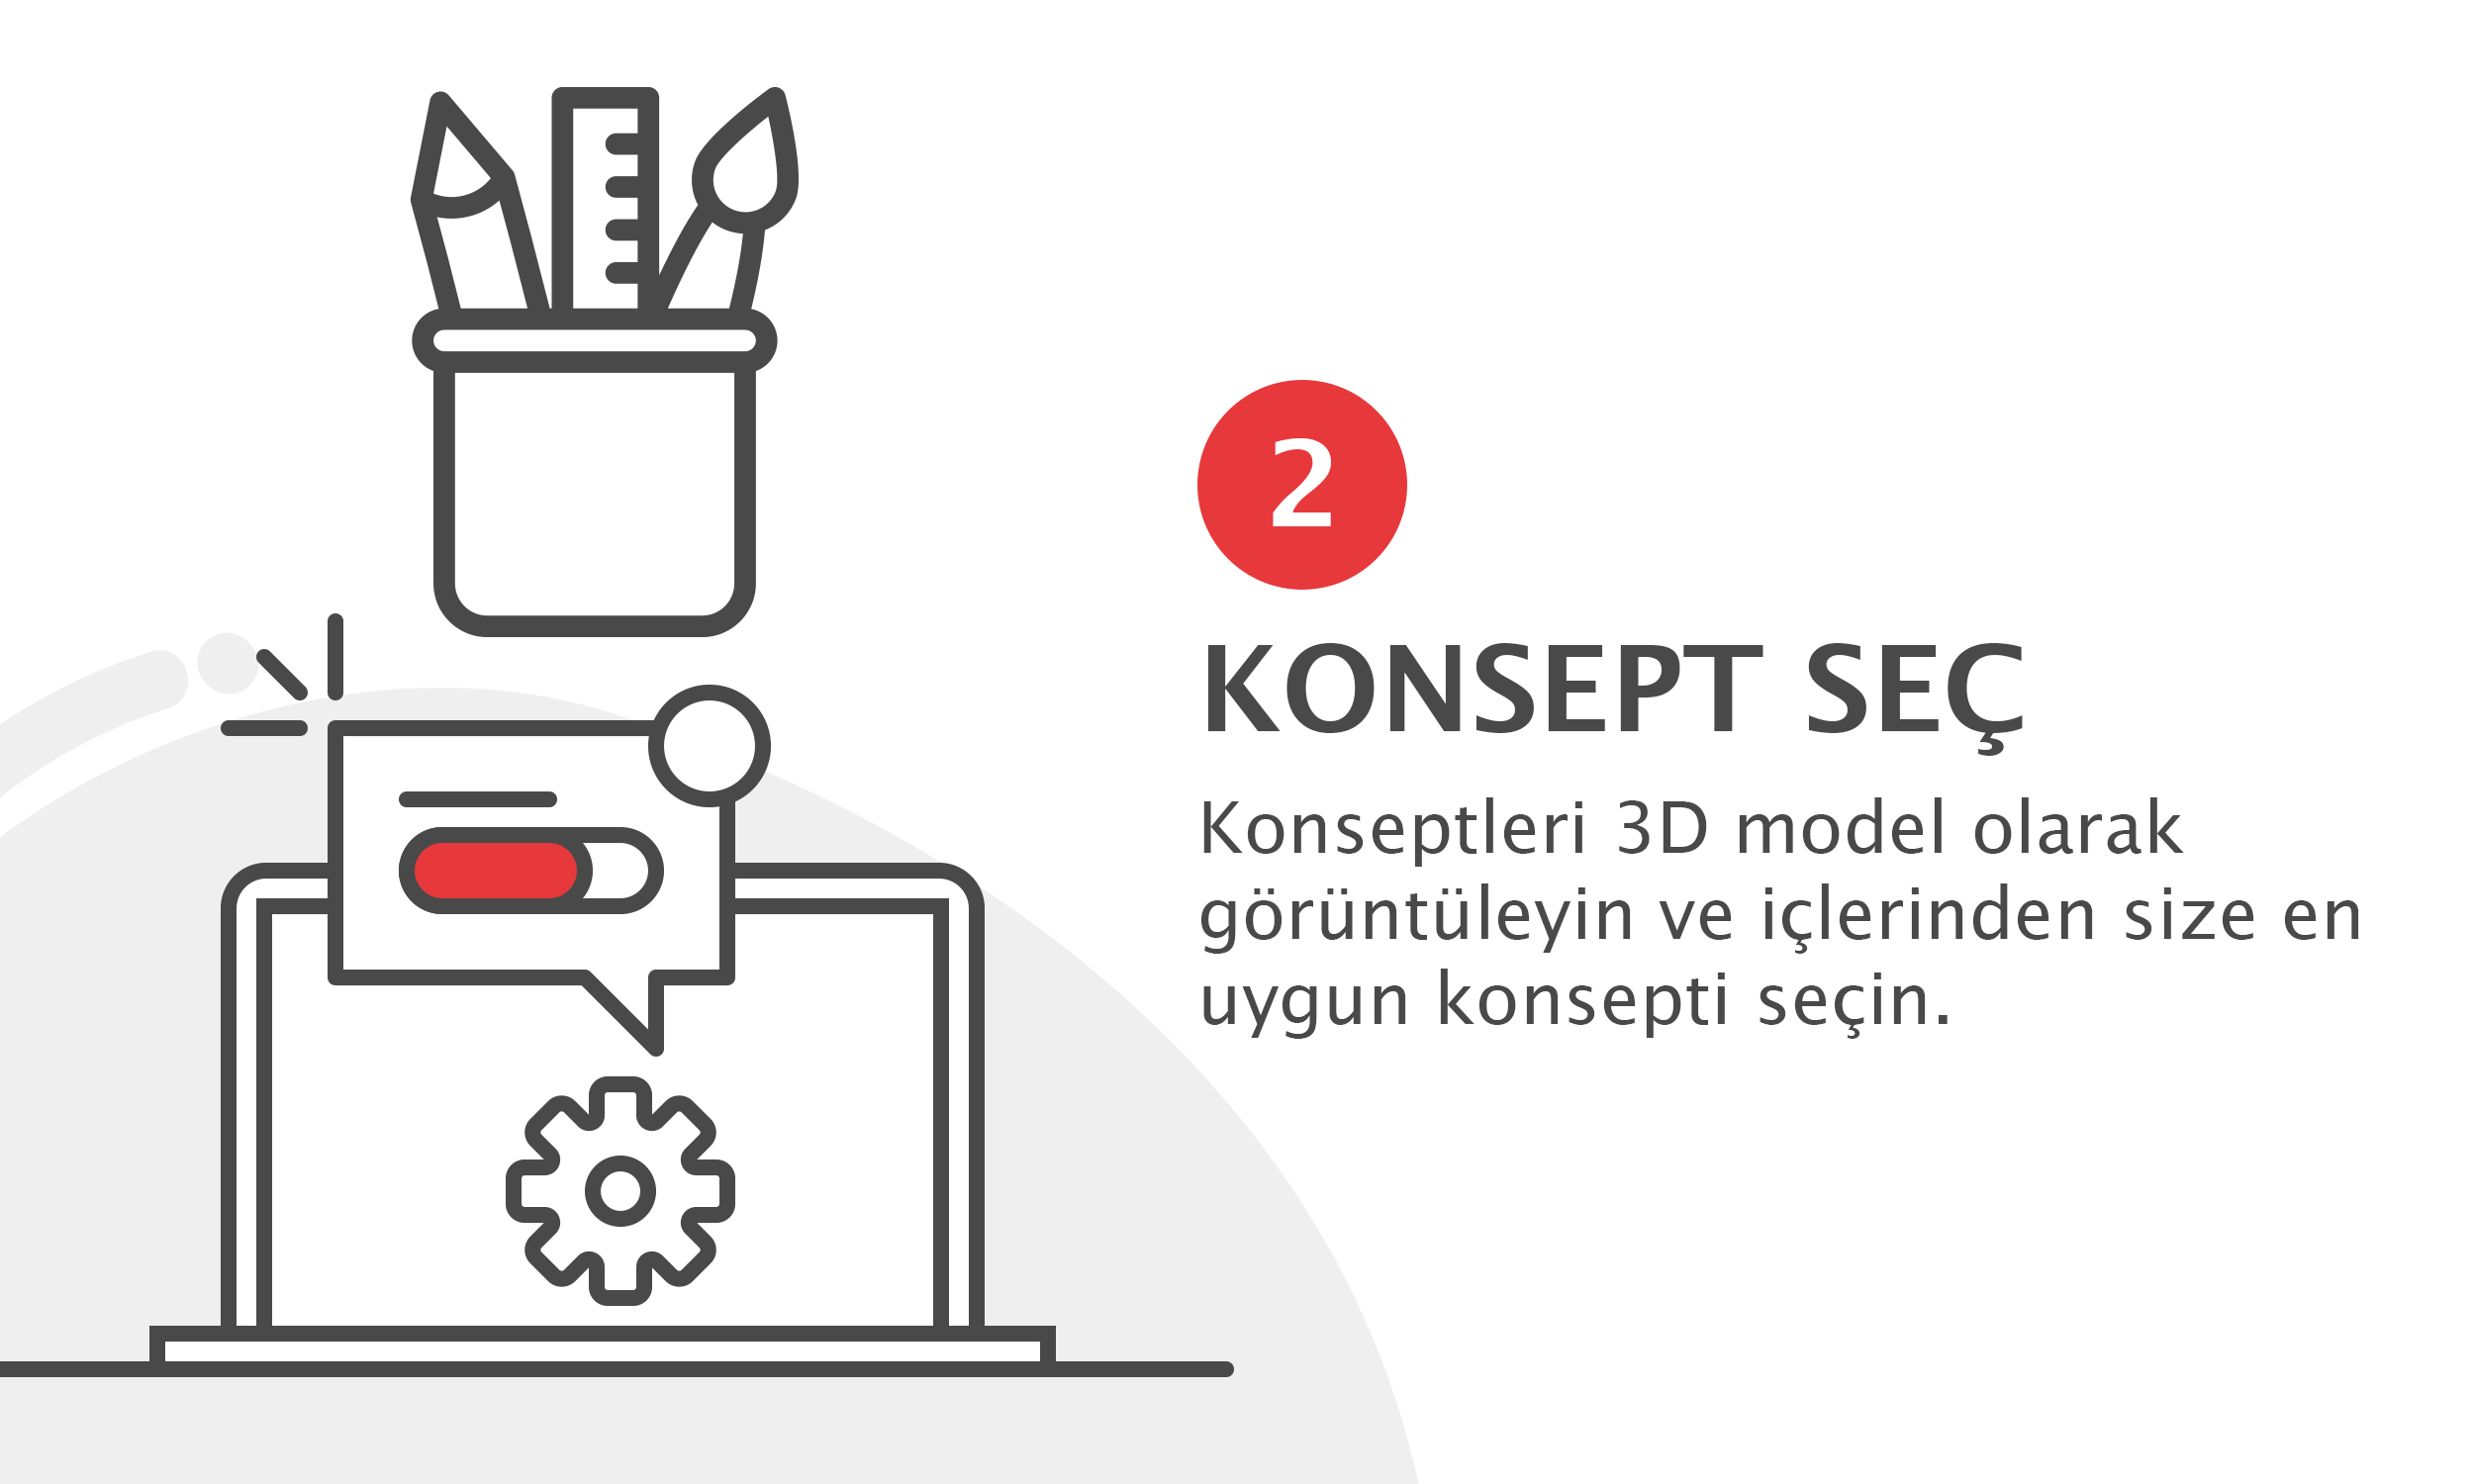 2
KONSEPT SEÇ
Konseptleri 3D model olarak
görüntüleyin ve içlerinden size en
uygun konsepti seçin.